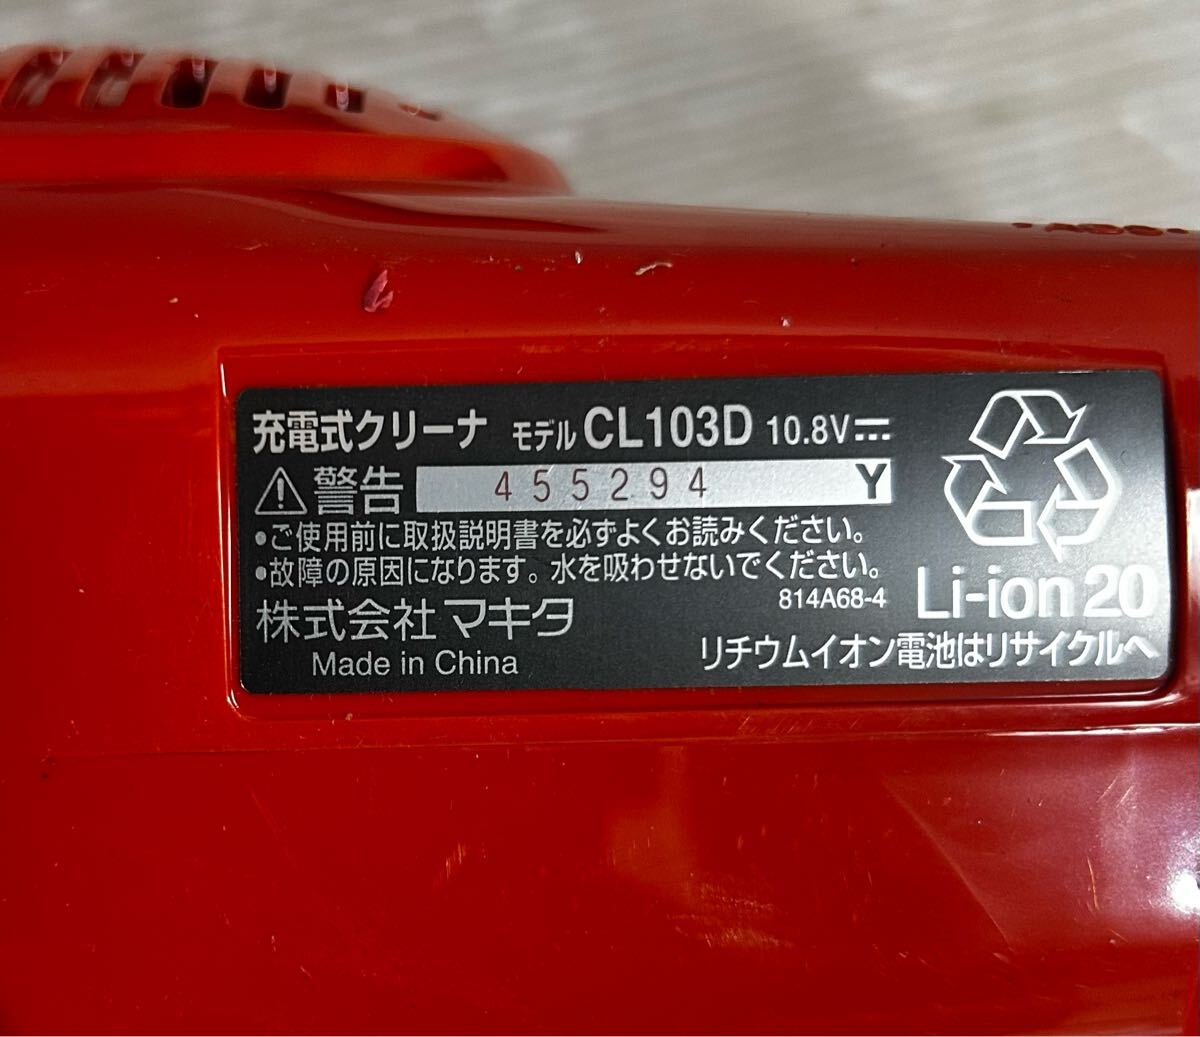 充電式クリーナ モデル CL103D 10.8V
警告 455294 Y
•ご使用前に取扱説明書を必ずよくお読みください。
•故障の原因になります。水を吸わせないでください。
814A68-4
株式会社マキタ
Made in China
Li-ion 20
リチウムイオン電池はリサイクルへ